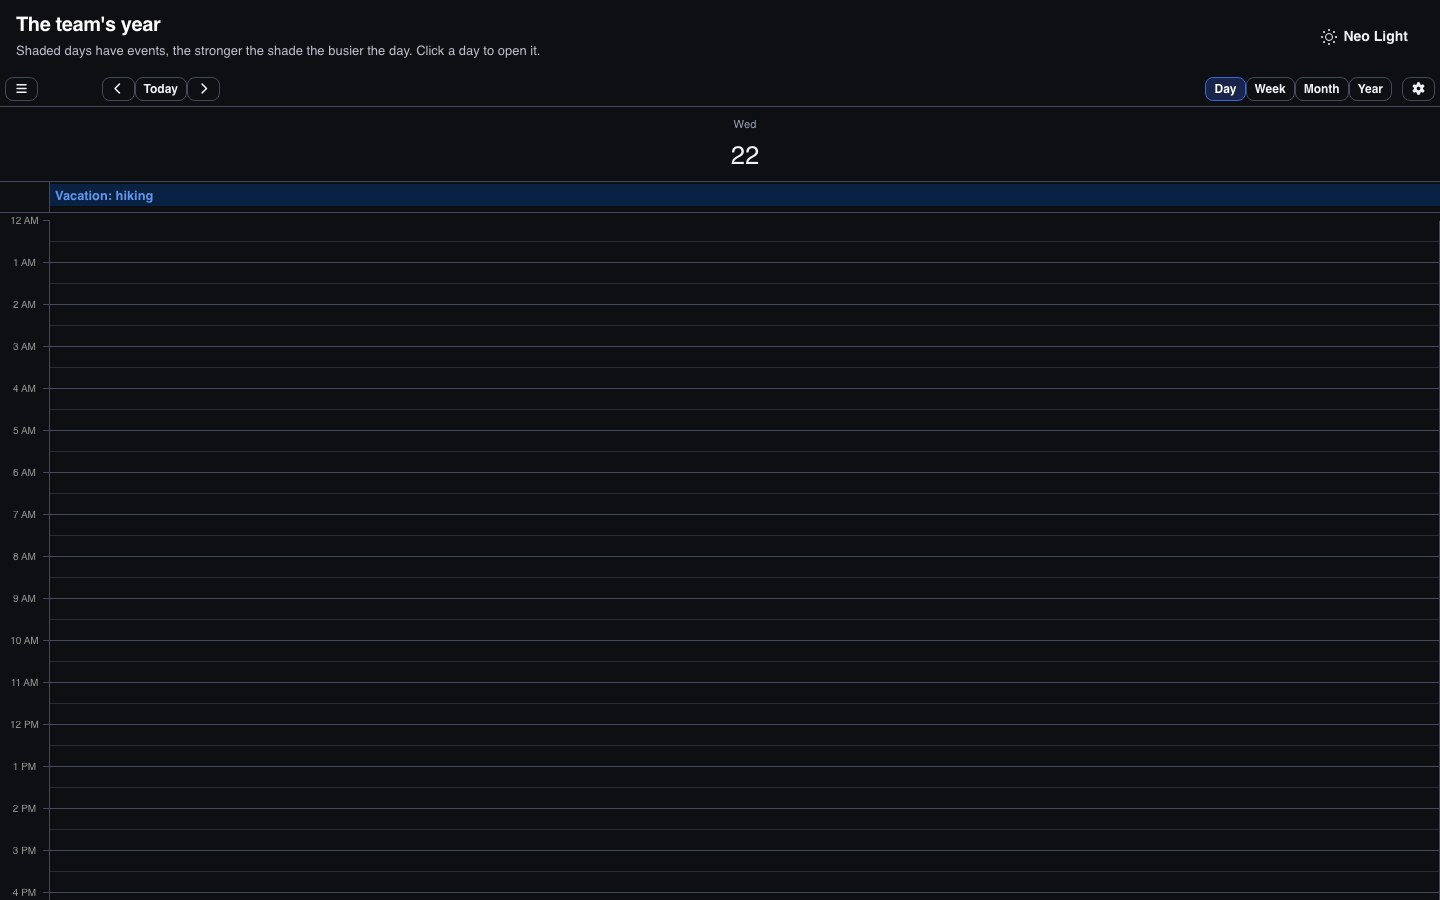 The team's year
Shaded days have events, the stronger the shade the busier the day. Click a day to open it.
Neo Light
Today
Day
Week
Month
Year
Wed
22
Vacation: hiking
12 AM
1 AM
2 AM
3 AM
4 AM
5 AM
6 AM
7 AM
8 AM
9 AM
10 AM
11 AM
12 PM
1 PM
2 PM
3 PM
4 PM